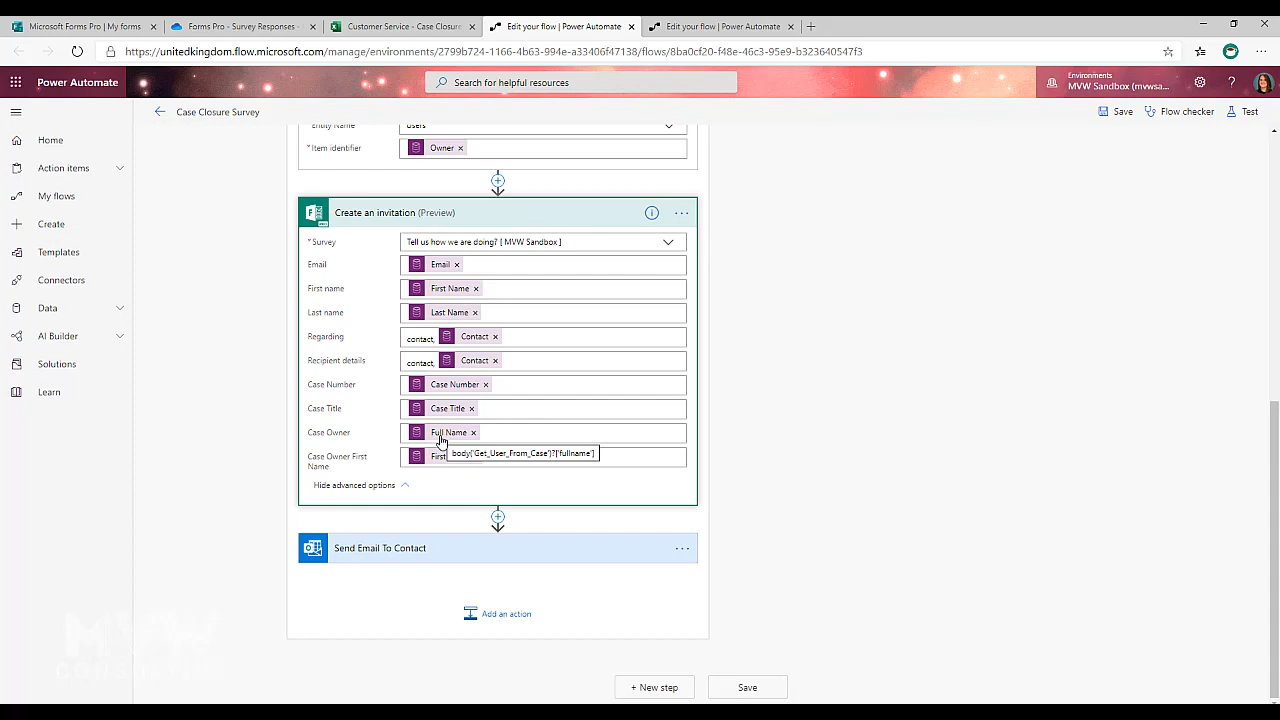 Microsoft Forms Pro | My forms
Forms Pro - Survey Responses -
Customer Service - Case Closure
Edit your flow | Power Automate
Edit your flow | Power Automate
https://unitedkingdom.flow.microsoft.com/manage/environments/2799b724-1166-4b63-994e-a33406f47138/flows/8ba0cf20-f48e-46c3-95e9-b323640547f3
Power Automate
Search for helpful resources
Environments
MVW Sandbox (mvwsa...
Case Closure Survey
Save
Flow checker
Test
Home
Action items
My flows
Create
Templates
Connectors
Data
AI Builder
Solutions
Learn
Entity Name
users
*Item identifier
Owner
Create an invitation (Preview)
*Survey
Tell us how we are doing? [ MVW Sandbox ]
Email
Email
First name
First Name
Last name
Last Name
Regarding
contact,
Contact
Recipient details
contact,
Contact
Case Number
Case Number
Case Title
Case Title
Case Owner
Full Name
body('Get_User_From_Case')?['fullname']
Case Owner First
Name
First
Hide advanced options
Send Email To Contact
Add an action
MVW
CONSULTING
+ New step
Save